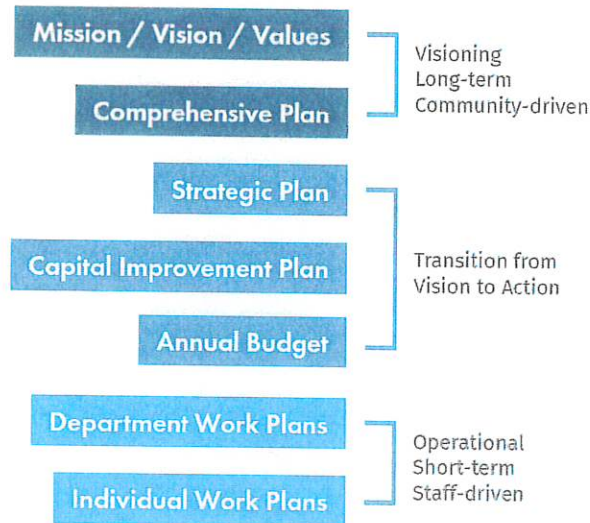 Mission / Vision / Values
Comprehensive Plan
Visioning
Long-term
Community-driven
Strategic Plan
Capital Improvement Plan
Annual Budget
Transition from
Vision to Action
Department Work Plans
Individual Work Plans
Operational
Short-term
Staff-driven